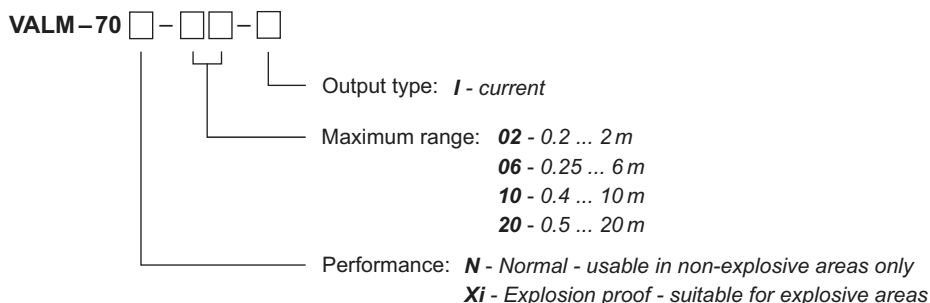 VALM – 70 □ – □□ – □
Output type: I - current
Maximum range: 02 - 0.2 ... 2 m
06 - 0.25 ... 6 m
10 - 0.4 ... 10 m
20 - 0.5 ... 20 m
Performance: N - Normal - usable in non-explosive areas only
Xi - Explosion proof - suitable for explosive areas